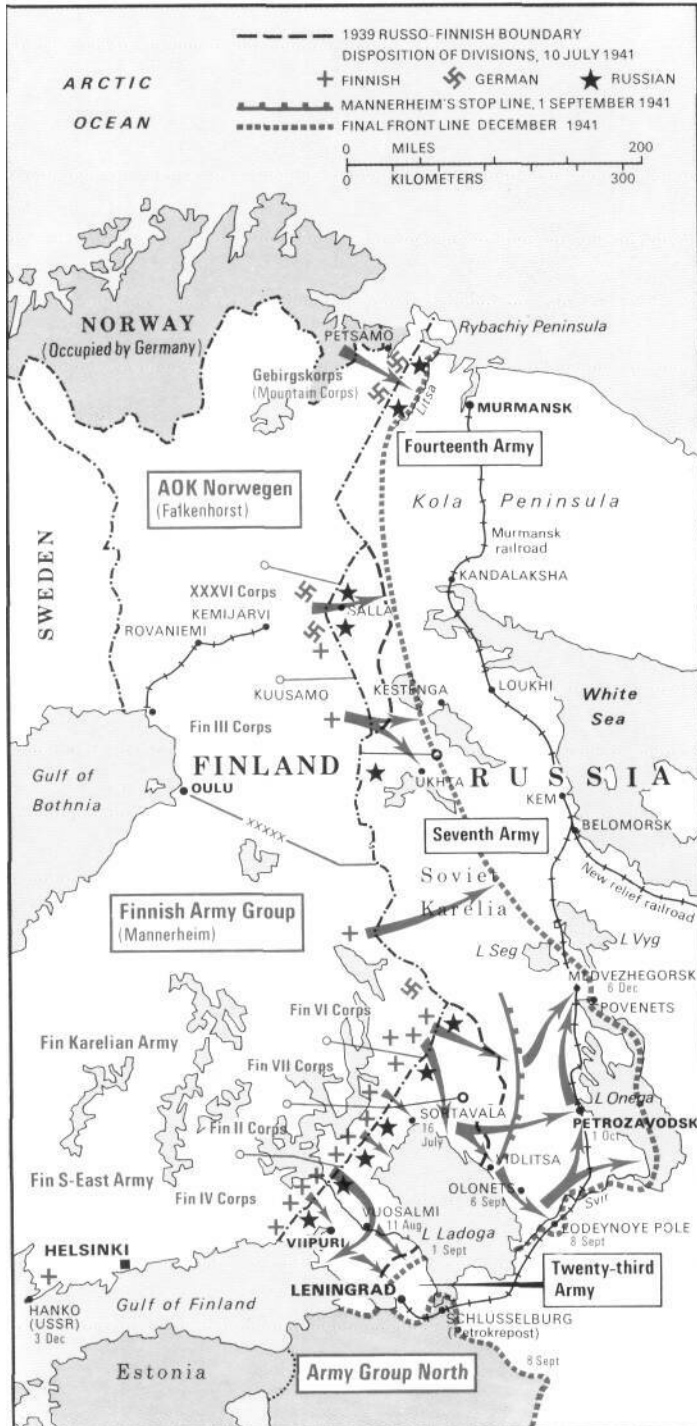 1939 RUSSO-FINNISH BOUNDARY
DISPOSITION OF DIVISIONS, 10 JULY 1941
FINNISH GERMAN RUSSIAN
MANNERHEIM'S STOP LINE, 1 SEPTEMBER 1941
FINAL FRONT LINE DECEMBER 1941
0 MILES 200
0 KILOMETERS 300
ARCTIC
OCEAN
NORWAY
(Occupied by Germany)
PETSAMO
Rybachiy Peninsula
Gebirgskorps
(Mountain Corps)
Litsa
MURMANSK
Fourteenth Army
AOK Norwegen
(Falkenhorst)
Kola Peninsula
Murmansk
railroad
SWEDEN
XXXVI Corps
KANDALAKSHA
SALLA
KEMIJÄRVI
ROVANIEMI
KUUSAMO
KESTENGA
LOUKHI
White
Sea
Fin III Corps
FINLAND
RUSSIA
Gulf of
Bothnia
OULU
UKHTA
KEM
BELOMORSK
XXXXX
Seventh Army
New relief railroad
Soviet
Karelia
Finnish Army Group
(Mannerheim)
L Seg
L Vyg
MEDVEZHEGORSK
6 Dec
POVENETS
Fin VI Corps
Fin Karelian Army
Fin VII Corps
L Onega
SORTAVALA
16
July
PETROZAVODSK
1 Oct
Fin II Corps
VIDLITSA
Fin S-East Army
OLONETS
6 Sept
Fin IV Corps
Svir
VUOSALMI
11 Aug
LODEYNOYE POLE
8 Sept
L Ladoga
1 Sept
VIIPURI
HELSINKI
Twenty-third
Army
LENINGRAD
HANKO
(USSR)
3 Dec
Gulf of Finland
SCHLÜSSELBURG
(Petrokrepost)
Estonia
Army Group North
8 Sept